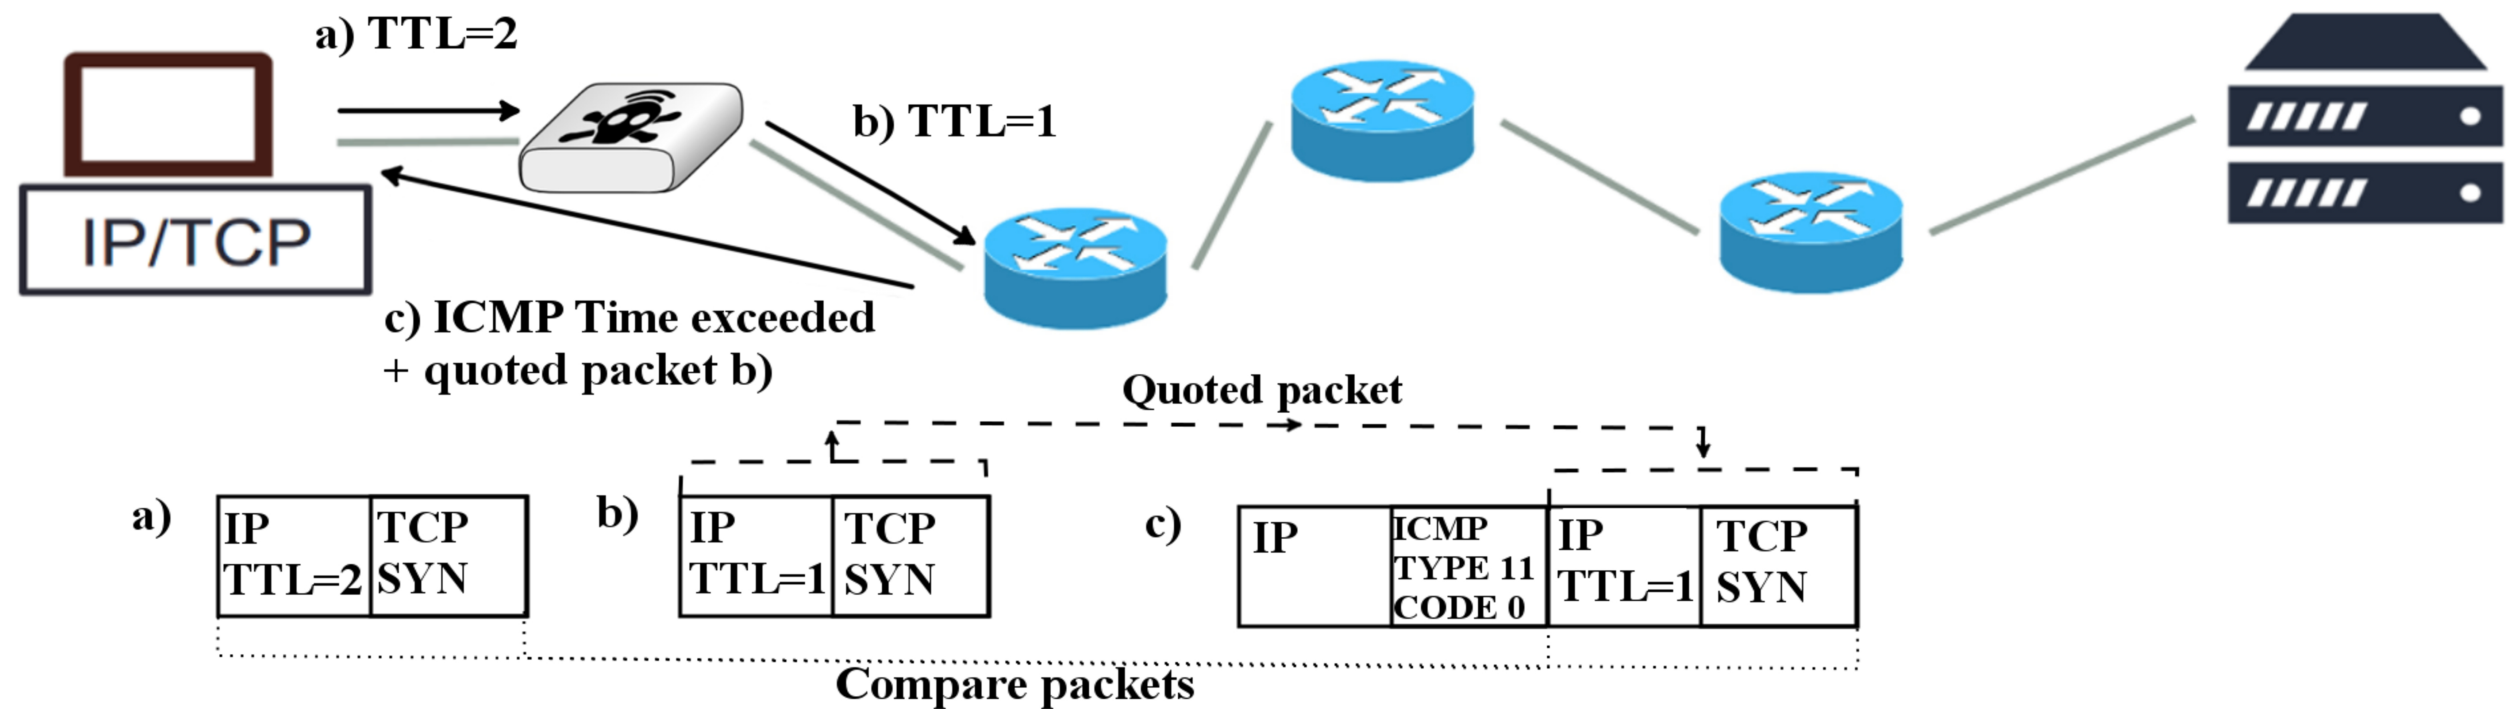 a) TTL=2
b) TTL=1
IP/TCP
c) ICMP Time exceeded
+ quoted packet b)
Quoted packet
a)
IP
TTL=2
TCP
SYN
b)
IP
TTL=1
TCP
SYN
c)
IP
ICMP
TYPE 11
CODE 0
IP
TTL=1
TCP
SYN
Compare packets